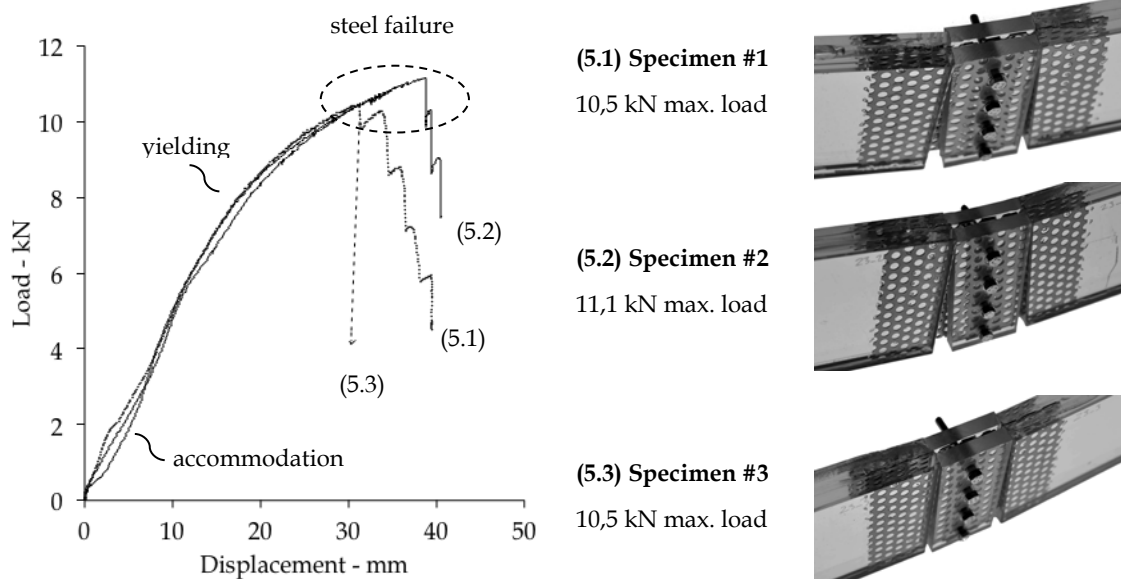 steel failure
12
10
8
6
4
2
0
Load - kN
yielding
accommodation
(5.2)
(5.1)
(5.3)
0
10
20
30
40
50
Displacement - mm
(5.1) Specimen #1
10,5 kN max. load
(5.2) Specimen #2
11,1 kN max. load
(5.3) Specimen #3
10,5 kN max. load